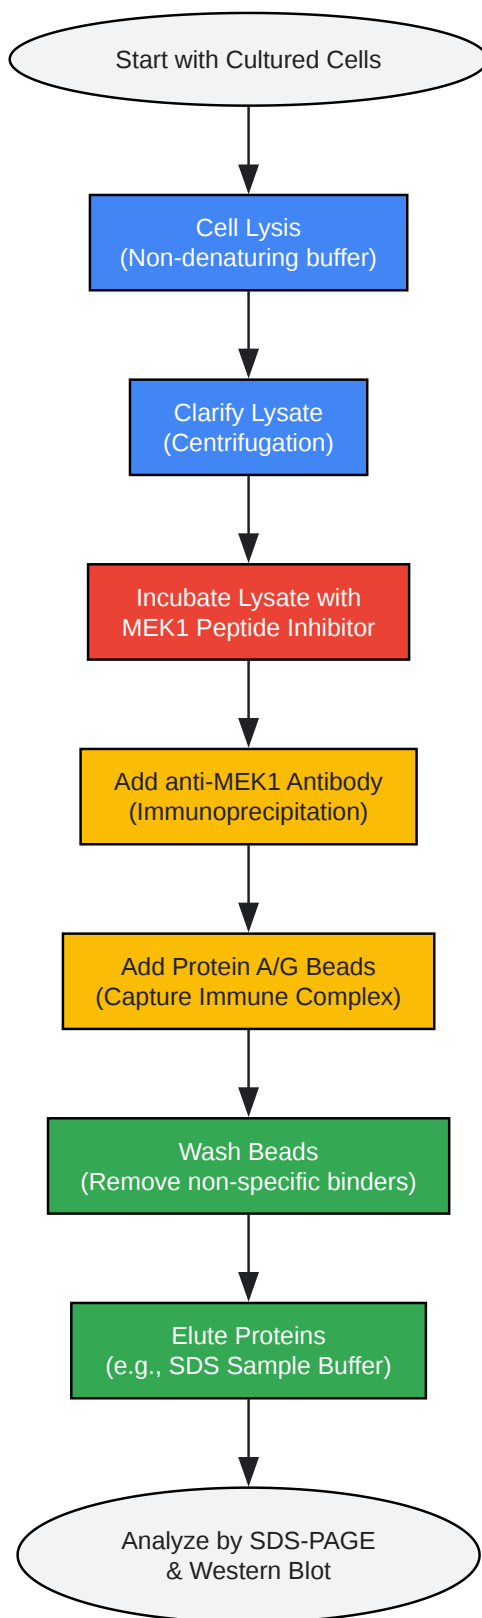 Start with Cultured Cells
Cell Lysis
(Non-denaturing buffer)
Clarify Lysate
(Centrifugation)
Incubate Lysate with
MEK1 Peptide Inhibitor
Add anti-MEK1 Antibody
(Immunoprecipitation)
Add Protein A/G Beads
(Capture Immune Complex)
Wash Beads
(Remove non-specific binders)
Elute Proteins
(e.g., SDS Sample Buffer)
Analyze by SDS-PAGE
& Western Blot